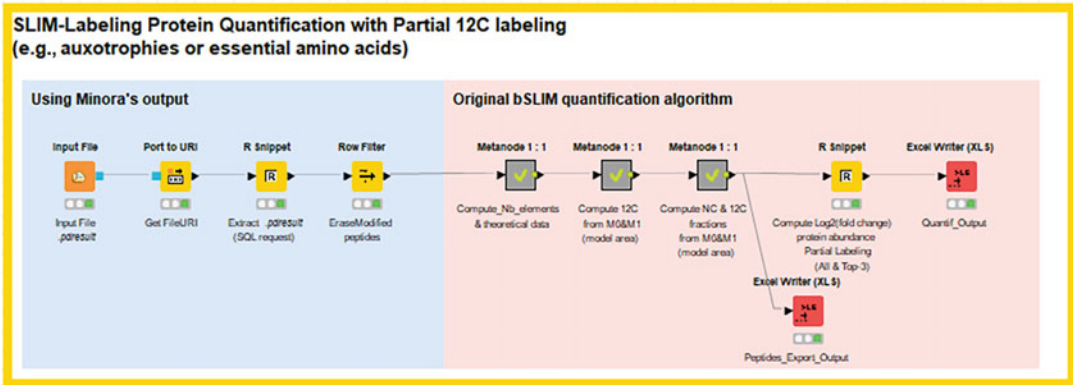 SLIM-Labeling Protein Quantification with Partial 12C labeling
(e.g., auxotrophies or essential amino acids)
Using Minora's output
Original bSLIM quantification algorithm
Input File
Port to URI
R Snippet
Row Filter
Metanode 1 : 1
Metanode 1 : 1
Metanode 1 : 1
R Snippet
Excel Writer (XLS)
Input File
.pdresult
Get FileURI
Extract .pdresult
(SQL request)
EraseModified
peptides
Compute_Nb_elements
& theoretical data
Compute 12C
from M0&M1
(model area)
Compute NC & 12C
fractions
from M0&M1
(model area)
Compute Log2(fold change)
protein abundance
Partial Labeling
(All & Top-3)
Quantif_Output
Excel Writer (XLS)
Peptides_Export_Output